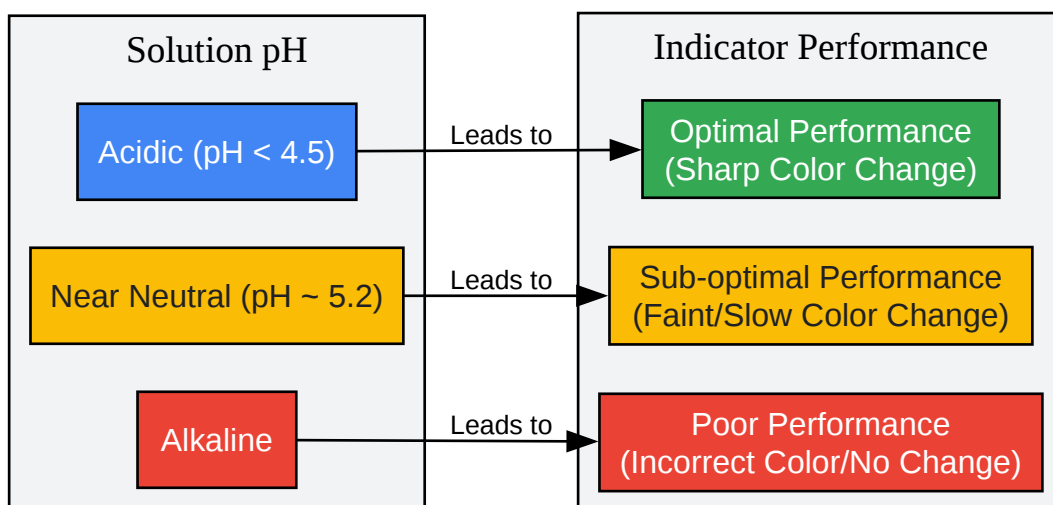 Solution pH
Indicator Performance
Acidic (pH < 4.5)
Leads to
Optimal Performance
(Sharp Color Change)
Near Neutral (pH ~ 5.2)
Leads to
Sub-optimal Performance
(Faint/Slow Color Change)
Alkaline
Leads to
Poor Performance
(Incorrect Color/No Change)